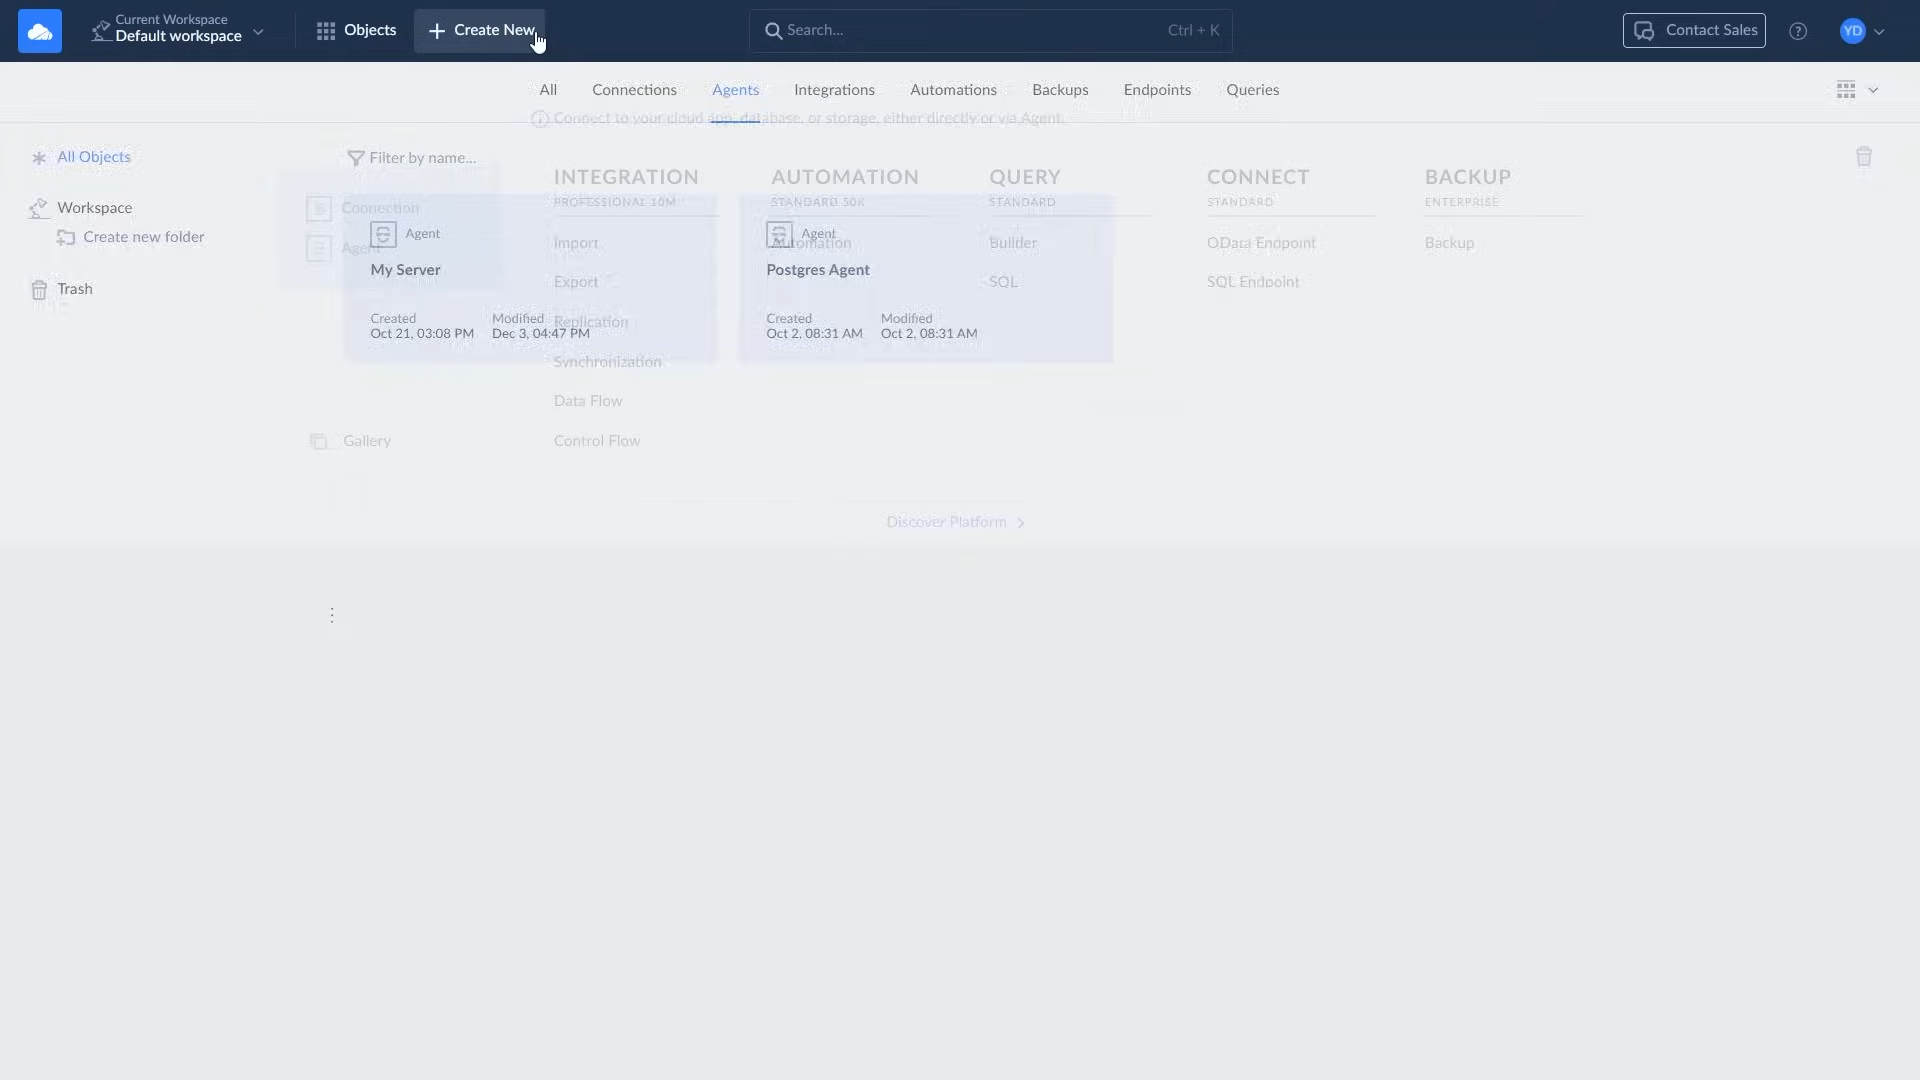 Current Workspace
Default workspace
Objects
Create New
Search...
Ctrl + K
Contact Sales
YD
All
Connections
Agents
Integrations
Automations
Backups
Endpoints
Queries
Connect to your cloud app, database, or storage, either directly or via Agent.
All Objects
Workspace
Create new folder
Trash
Filter by name...
Connection
Agent
Gallery
INTEGRATION
PROFESSIONAL 10M
Import
Export
Replication
Synchronization
Data Flow
Control Flow
AUTOMATION
STANDARD 50K
Automation
QUERY
STANDARD
Builder
SQL
CONNECT
STANDARD
OData Endpoint
SQL Endpoint
BACKUP
ENTERPRISE
Backup
Agent
My Server
Created
Oct 21, 03:08 PM
Modified
Dec 3, 04:47 PM
Agent
Postgres Agent
Created
Oct 2, 08:31 AM
Modified
Oct 2, 08:31 AM
Discover Platform